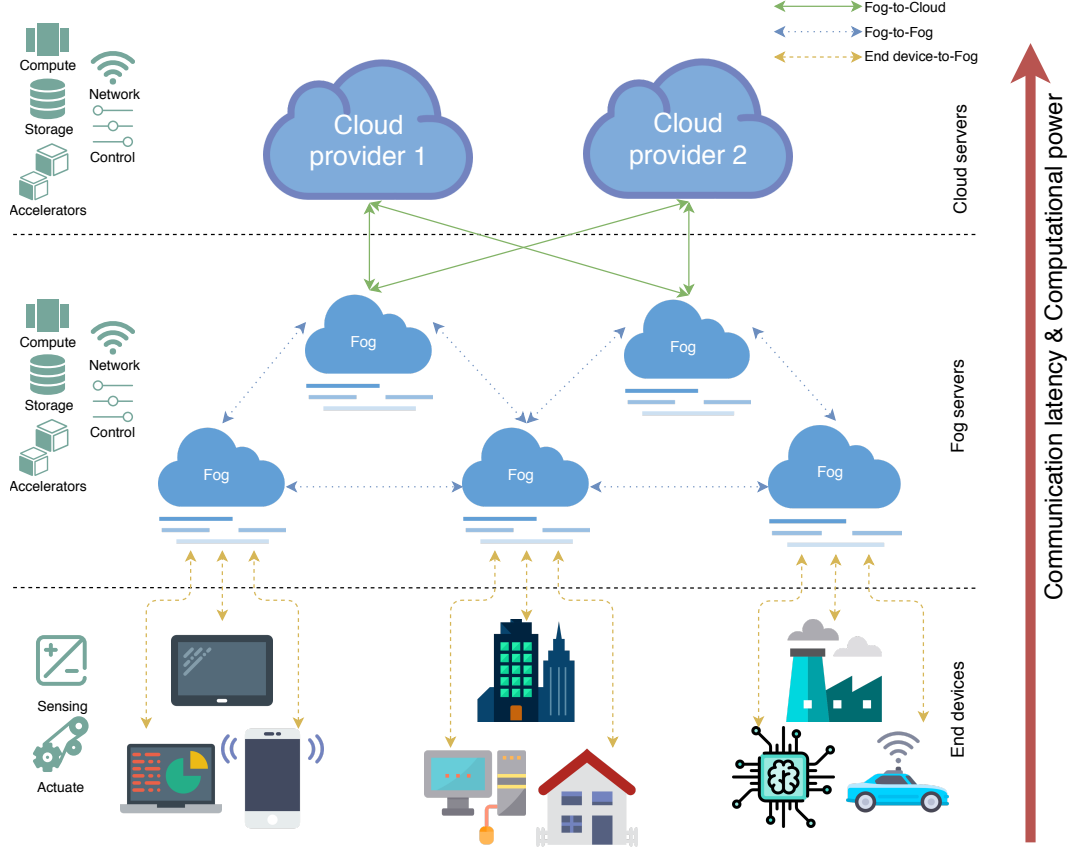 Fog-to-Cloud
Fog-to-Fog
End device-to-Fog
Compute
Network
Storage
Control
Accelerators
Cloud
provider 1
Cloud
provider 2
Cloud servers
Communication latency & Computational power
Compute
Network
Storage
Control
Accelerators
Fog
Fog
Fog servers
Fog
Fog
Fog
Sensing
Actuate
End devices